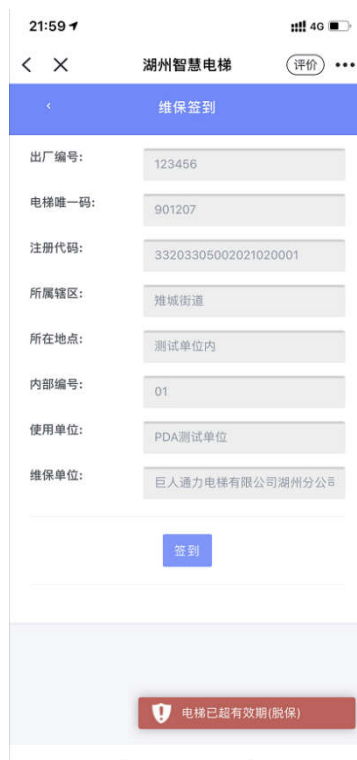 21:59
4G
湖州智慧电梯
评价
维保签到
出厂编号: 123456
电梯唯一码: 901207
注册代码: 33203305002021020001
所属辖区: 雉城街道
所在地点: 测试单位内
内部编号: 01
使用单位: PDA测试单位
维保单位: 巨人通力电梯有限公司湖州分公司
签到
电梯已超有效期(脱保)